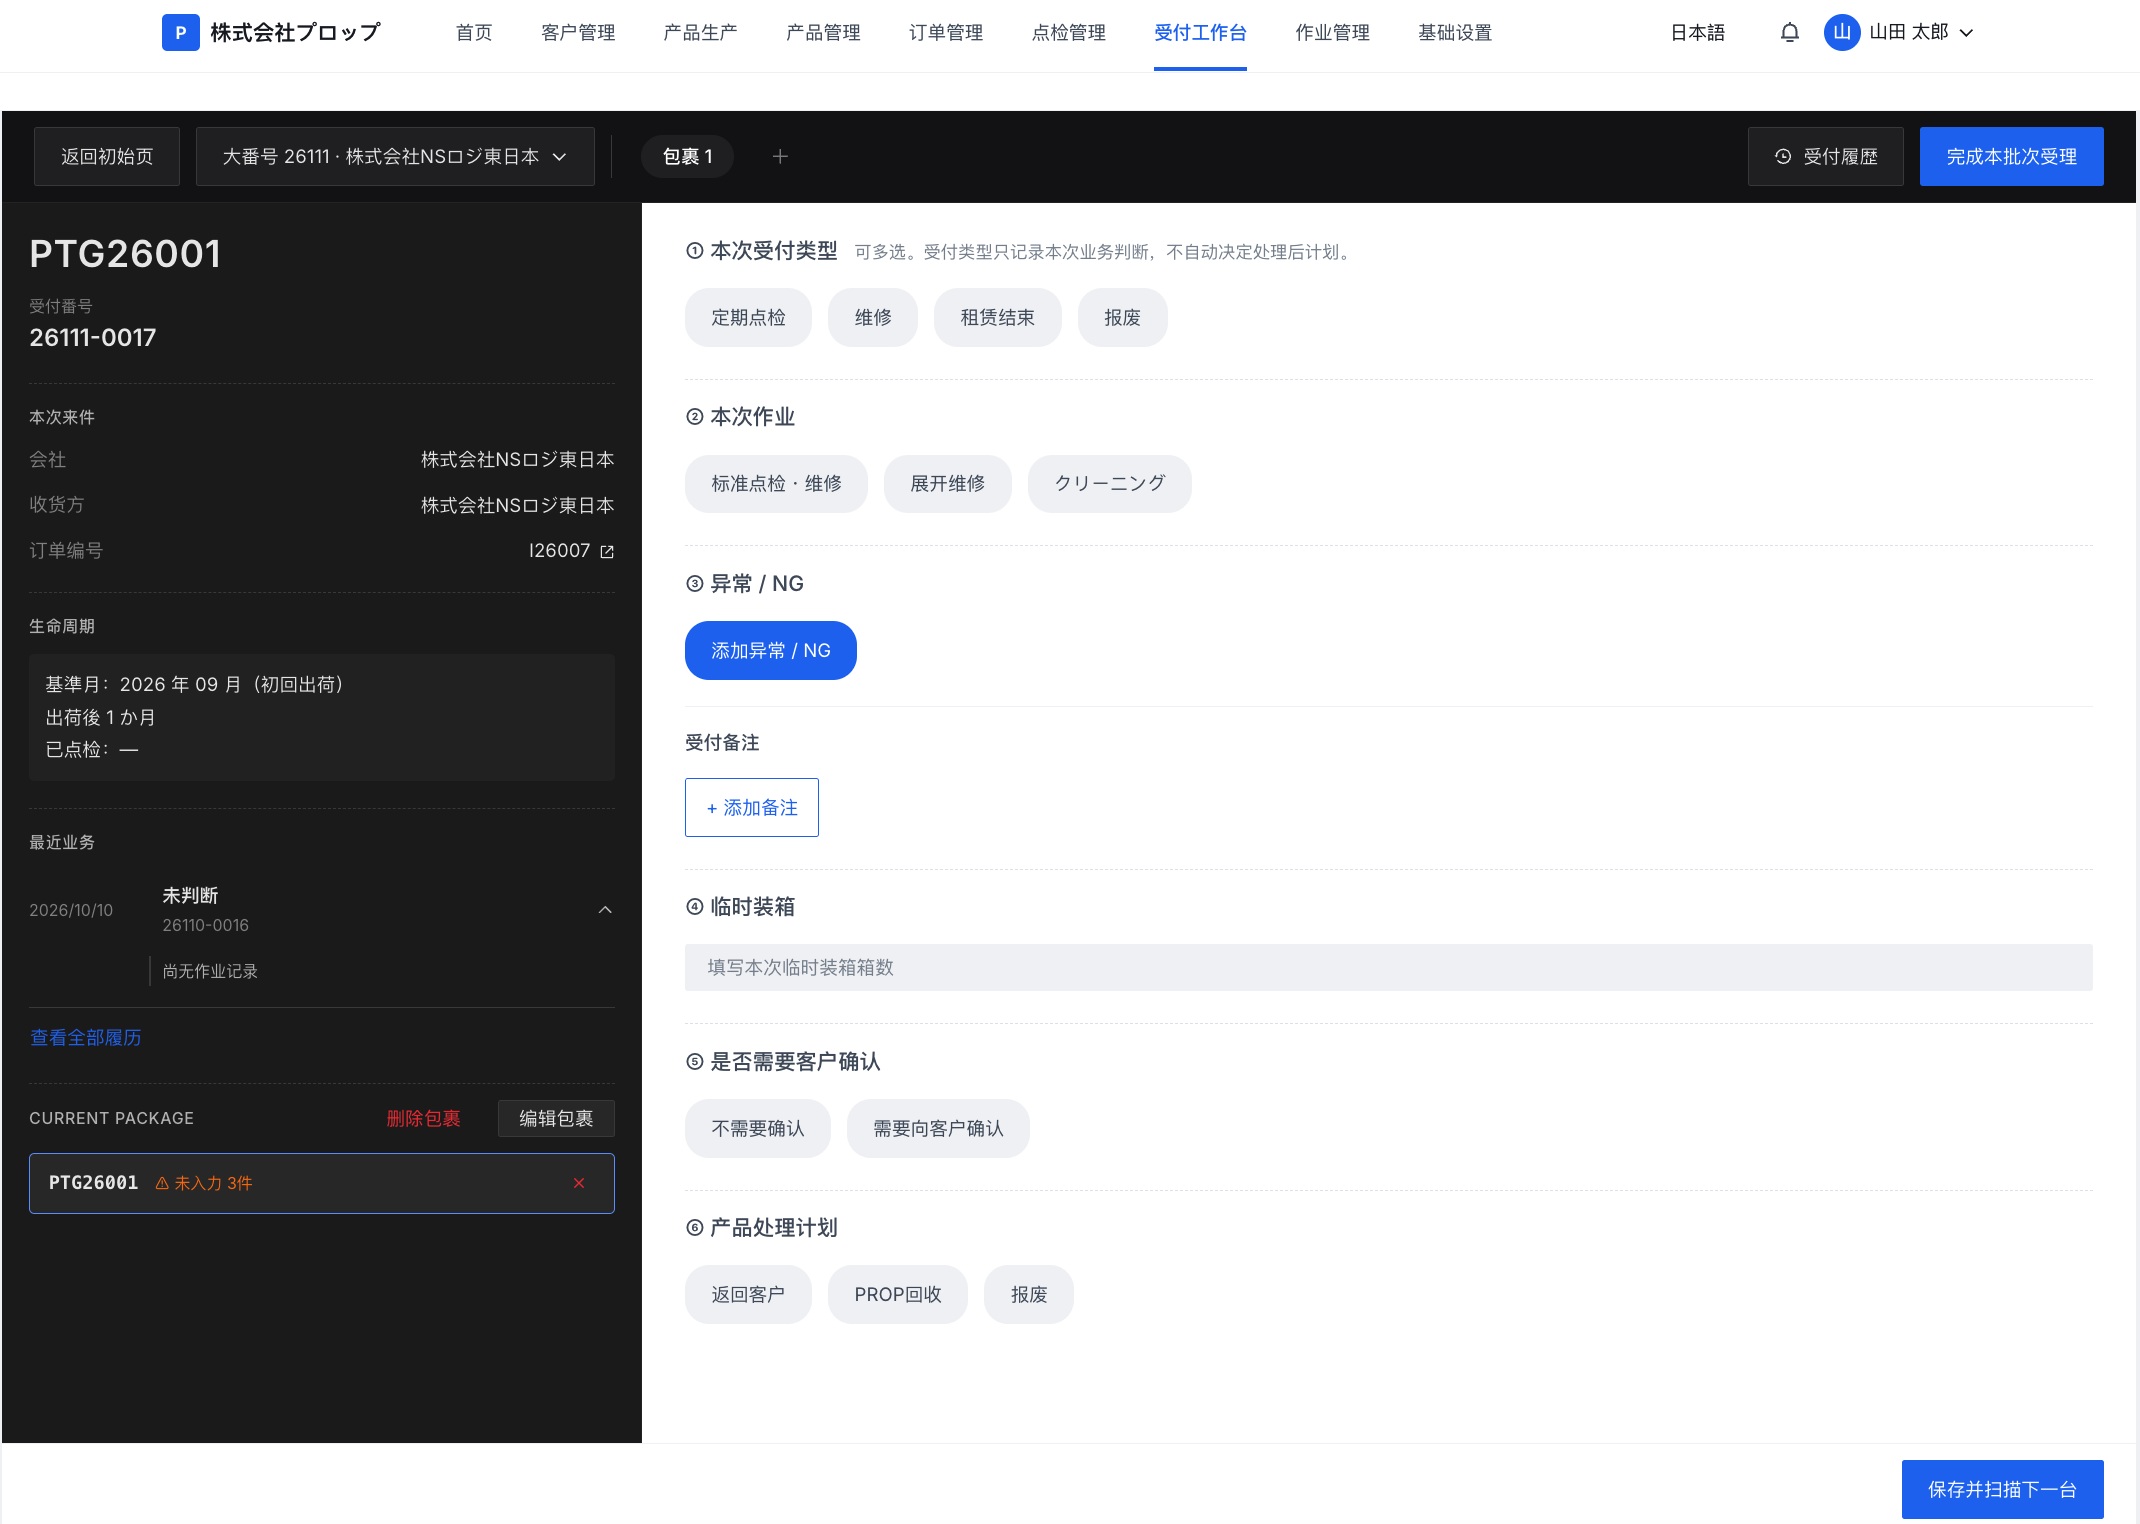 P 株式会社プロップ 首页 客户管理 产品生产 产品管理 订单管理 点检管理 受付工作台 作业管理 基础设置 日本語 山 山田 太郎
返回初始页 大番号 26111 · 株式会社NSロジ東日本 包裹 1 + 受付履歴 完成本批次受理
PTG26001
受付番号
26111-0017
本次来件
会社 株式会社NSロジ東日本
收货方 株式会社NSロジ東日本
订单编号 I26007
生命周期
基準月：2026 年 09 月（初回出荷）
出荷後 1 か月
已点检：—
最近业务
2026/10/10 未判断
26110-0016
尚无作业记录
查看全部履历
CURRENT PACKAGE 删除包裹 编辑包裹
PTG26001 未入力 3件 ×
① 本次受付类型 可多选。受付类型只记录本次业务判断，不自动决定处理后计划。
定期点检 维修 租赁结束 报废
② 本次作业
标准点检 · 维修 展开维修 クリーニング
③ 异常 / NG
添加异常 / NG
受付备注
+ 添加备注
④ 临时装箱
填写本次临时装箱箱数
⑤ 是否需要客户确认
不需要确认 需要向客户确认
⑥ 产品处理计划
返回客户 PROP回收 报废
保存并扫描下一台